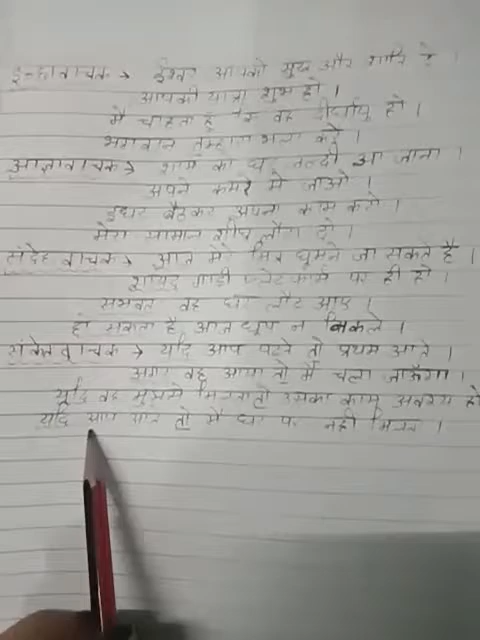 इच्छावाचक → ईश्वर आपको सुख और शांति दे ।
आपकी यात्रा शुभ हो ।
मैं चाहता हूँ कि वह दीर्घायु हो ।
भगवान तुम्हारा भला करे ।
आज्ञावाचक → शाम को घर जल्दी आ जाना ।
अपने कमरे में जाओ ।
इधर बैठकर अपना काम करो ।
मेरा सामान शीघ्र लौटा दो ।
संदेह वाचक → आज मेरे मित्र घूमने जा सकते है ।
शायद गाड़ी प्लेटफार्म पर ही हो ।
संभवत वह घर लौट आए ।
हो सकता है, आज धूप न निकले ।
संकेतवाचक → यदि आप पढ़ते तो प्रथम आते ।
अगर वह आया तो मैं चला जाऊँगा ।
यदि वह मुझसे मिलता तो उसका काम अवश्य हो
यदि आप आए तो मैं घर पर नही मिलता ।